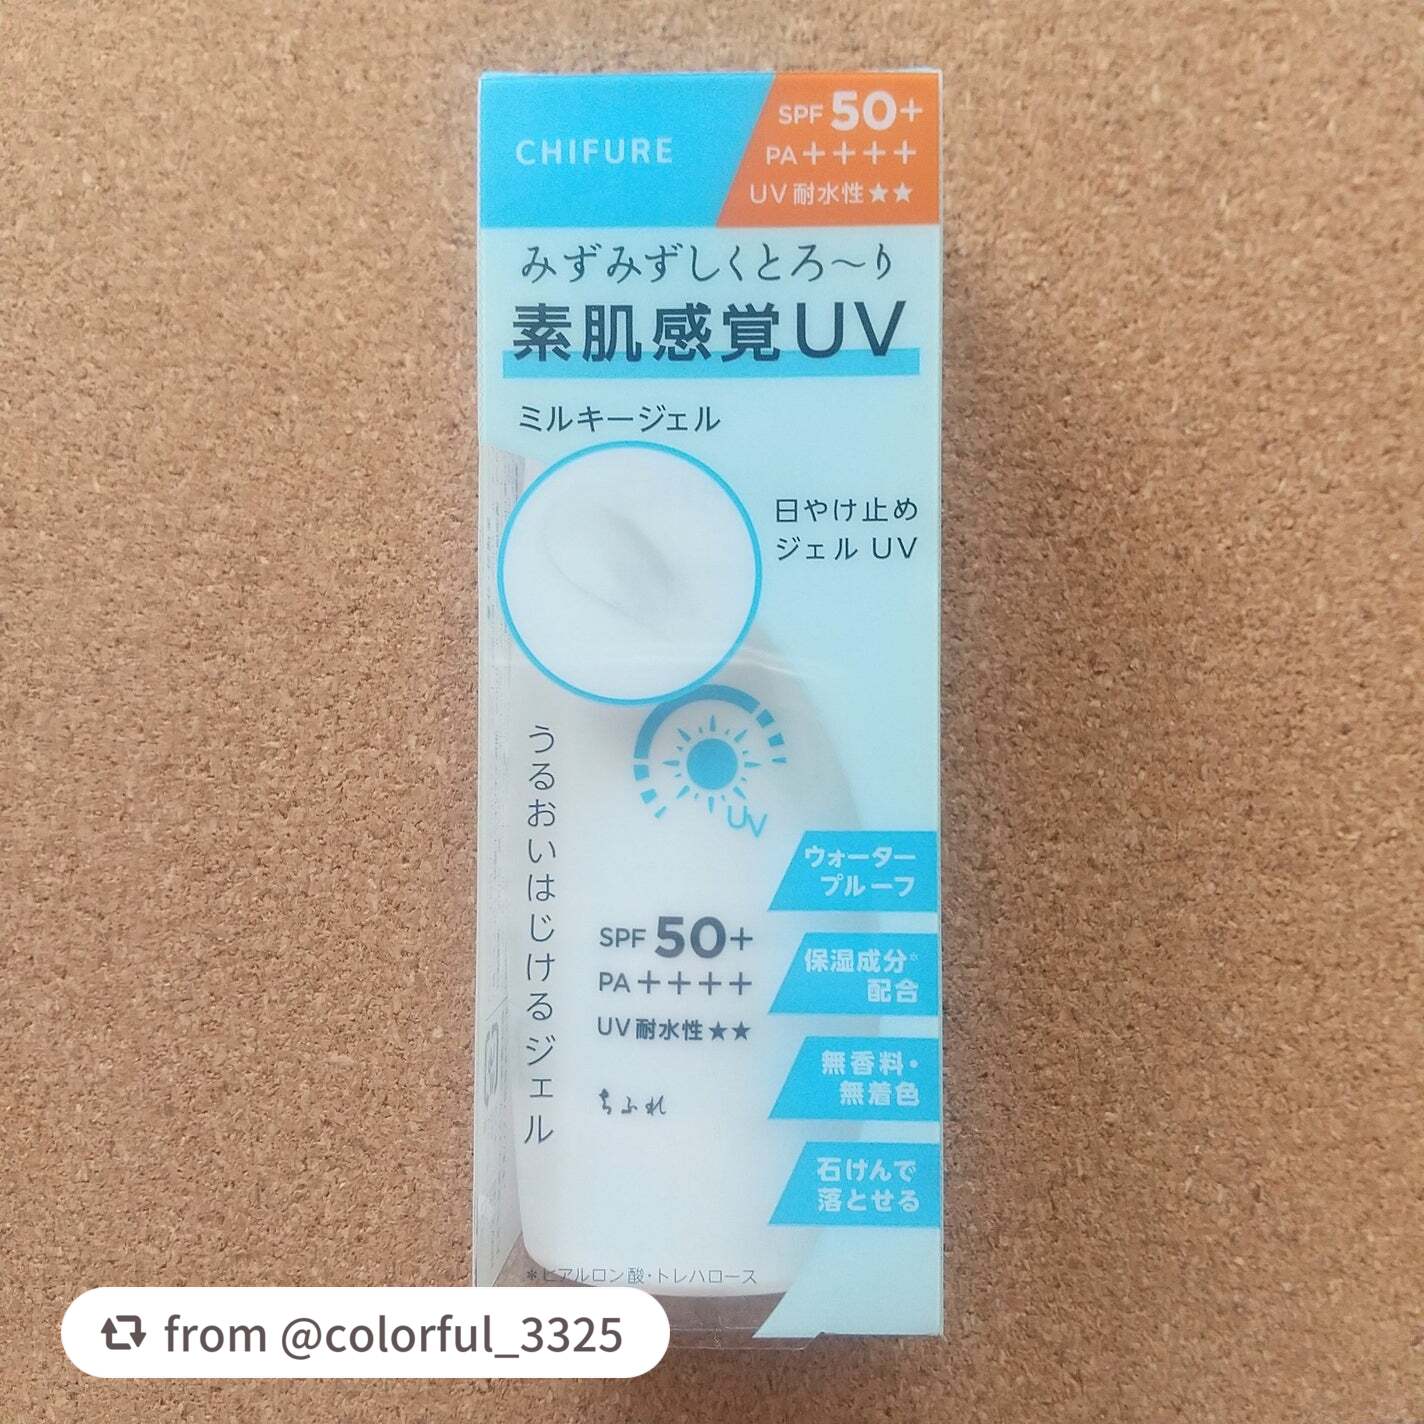 CHIFURE
SPF 50+
PA++++
UV 耐水性★★
みずみずしくとろ〜り
素肌感覚UV
ミルキージェル
日やけ止め
ジェル UV
UV
うるおいはじけるジェル
SPF 50+
PA++++
UV耐水性★★
ちふれ
ウォーター
プルーフ
保湿成分*
配合
無香料・
無着色
石けんで
落とせる
*ヒアルロン酸・トレハロース
from @colorful_3325